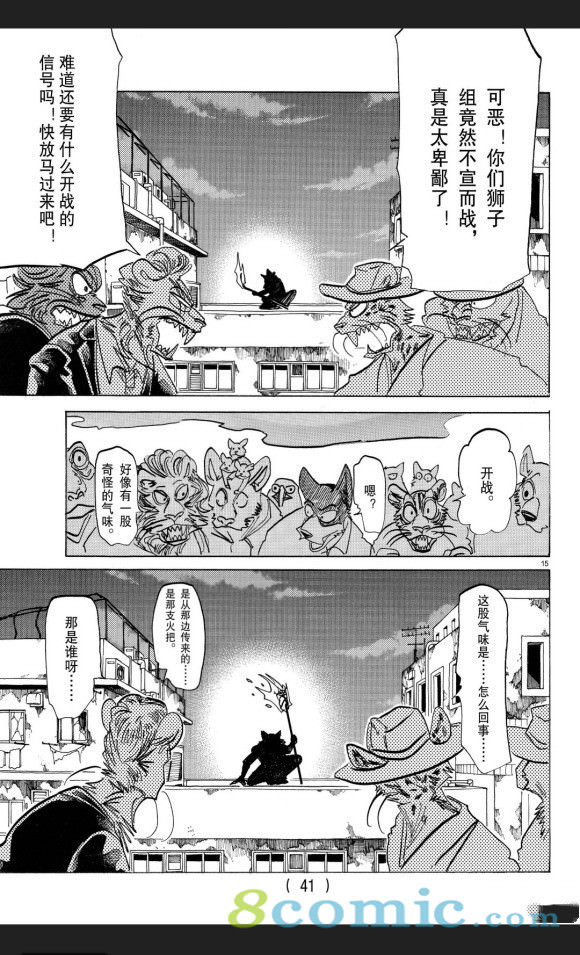 可恶！你们狮子
组竟然不宣而战，
真是太卑鄙了！
难道还要有什么开战的
信号吗！快放马过来吧！
开战。
嗯？
好像有一股
奇怪的气味。
15
这股气味是……怎么回事……
是从那边传来的……
是那支火把。
那是谁呀……
( 41 )
8comic.com